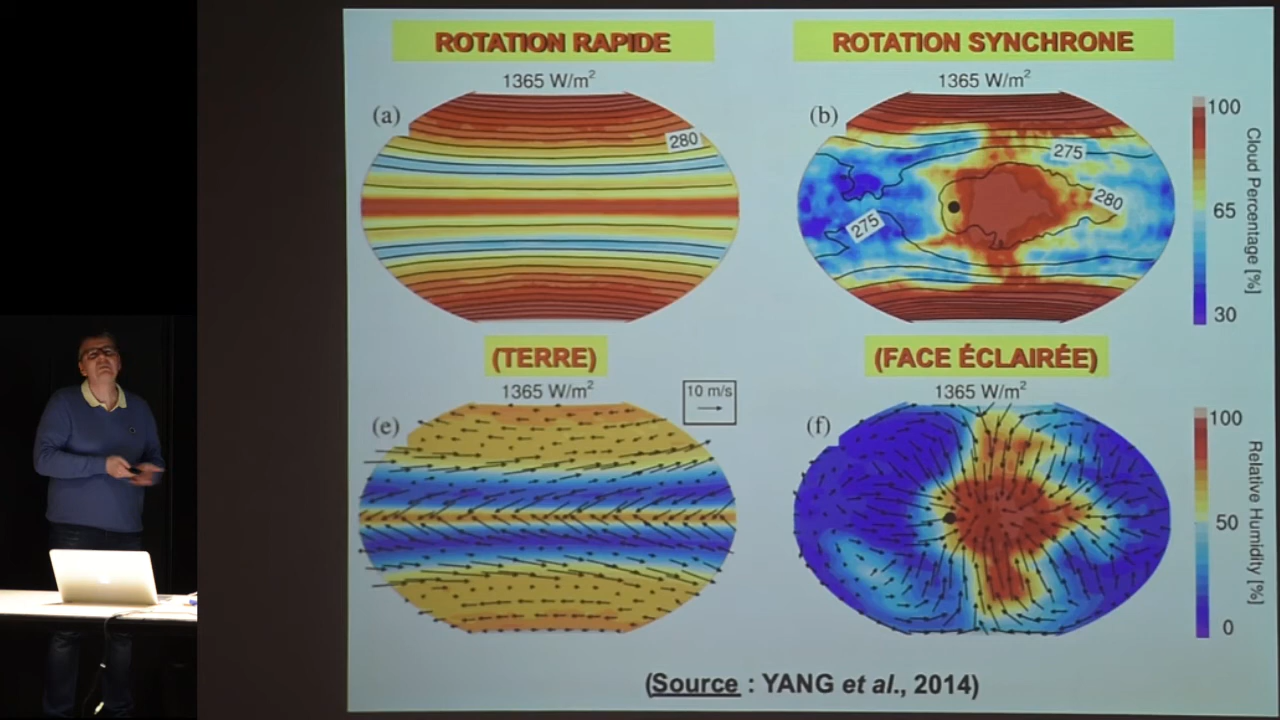 ROTATION RAPIDE
ROTATION SYNCHRONE
1365 W/m²
1365 W/m²
(a)
280
(b)
275
280
275
100
65
30
Cloud Percentage [%]
(TERRE)
(FACE ÉCLAIRÉE)
1365 W/m²
1365 W/m²
10 m/s
(e)
(f)
100
50
0
Relative Humidity [%]
(Source : YANG et al., 2014)